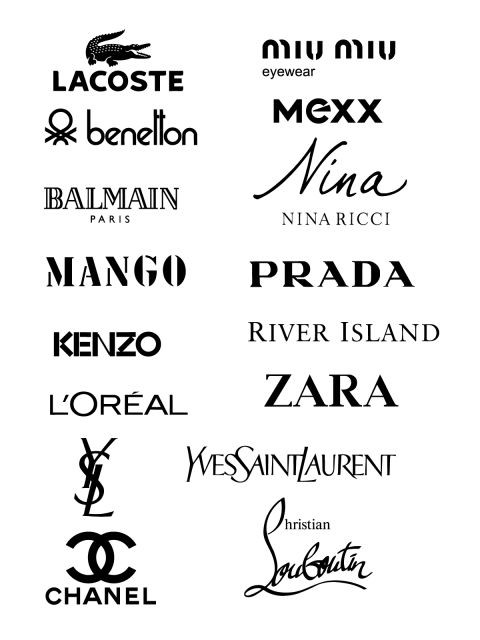 LACOSTE
benetton
BALMAIN
PARIS
MANGO
KENZO
L'ORÉAL
YSL
CHANEL
miu miu
eyewear
mexx
Nina
NINA RICCI
PRADA
RIVER ISLAND
ZARA
YVESSAINTLAURENT
Christian
Louboutin